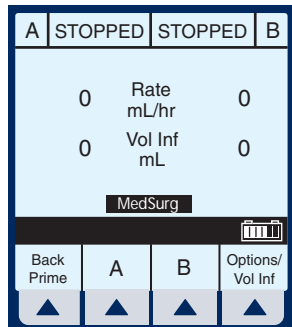 A STOPPED STOPPED B
0 Rate mL/hr 0
0 Vol Inf mL 0
MedSurg
Back Prime A B Options/ Vol Inf